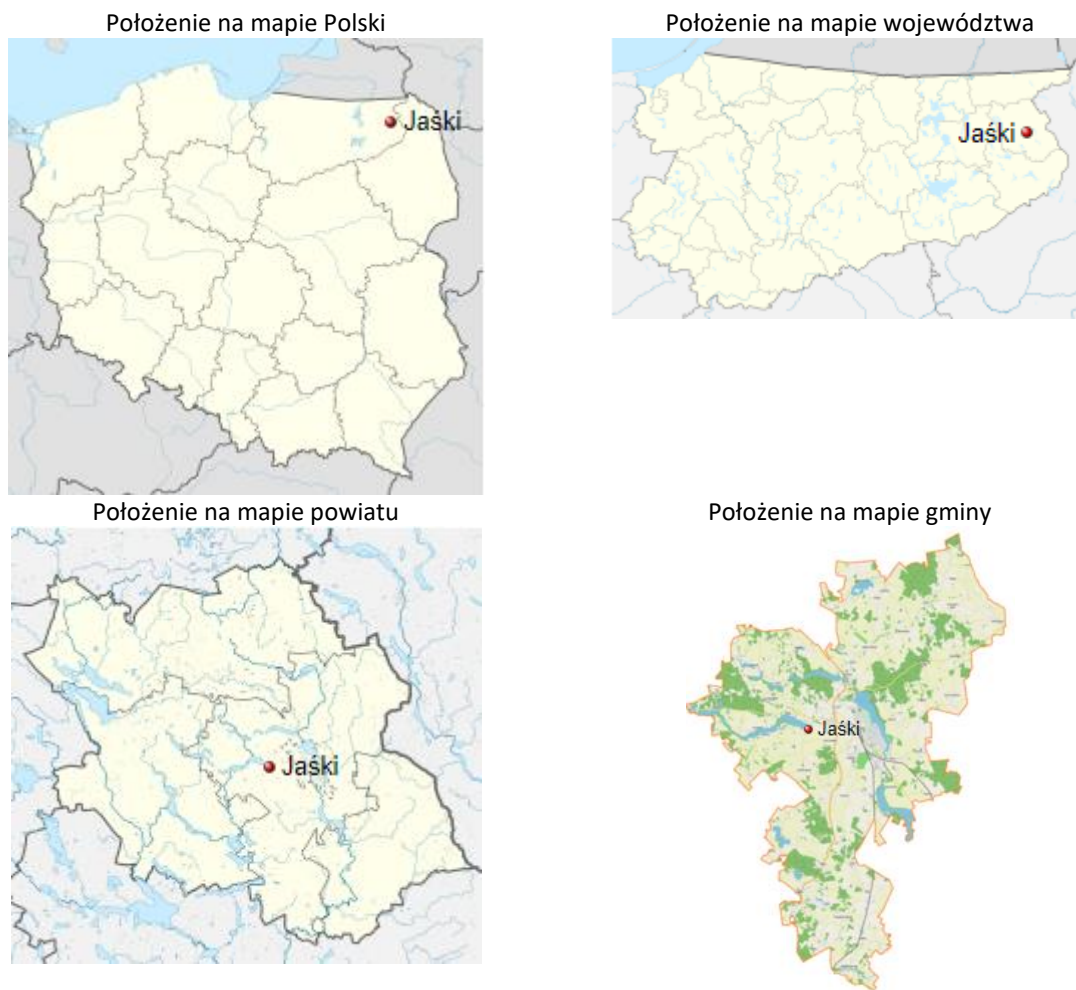 Położenie na mapie Polski
Położenie na mapie województwa
Jaśki
Jaśki
Położenie na mapie powiatu
Położenie na mapie gminy
Jaśki
Jaśki